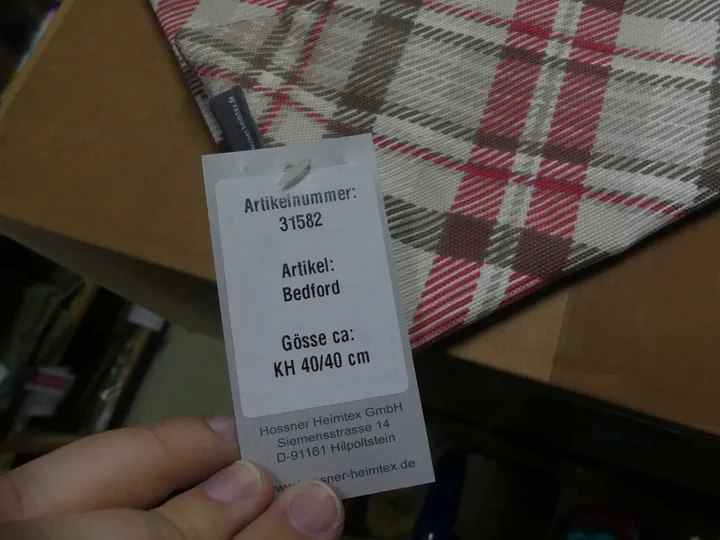 Artikelnummer:
31582
Artikel:
Bedford
Gösse ca:
KH 40/40 cm
Hossner Heimtex GmbH
Siemensstrasse 14
D-91161 Hilpoltstein